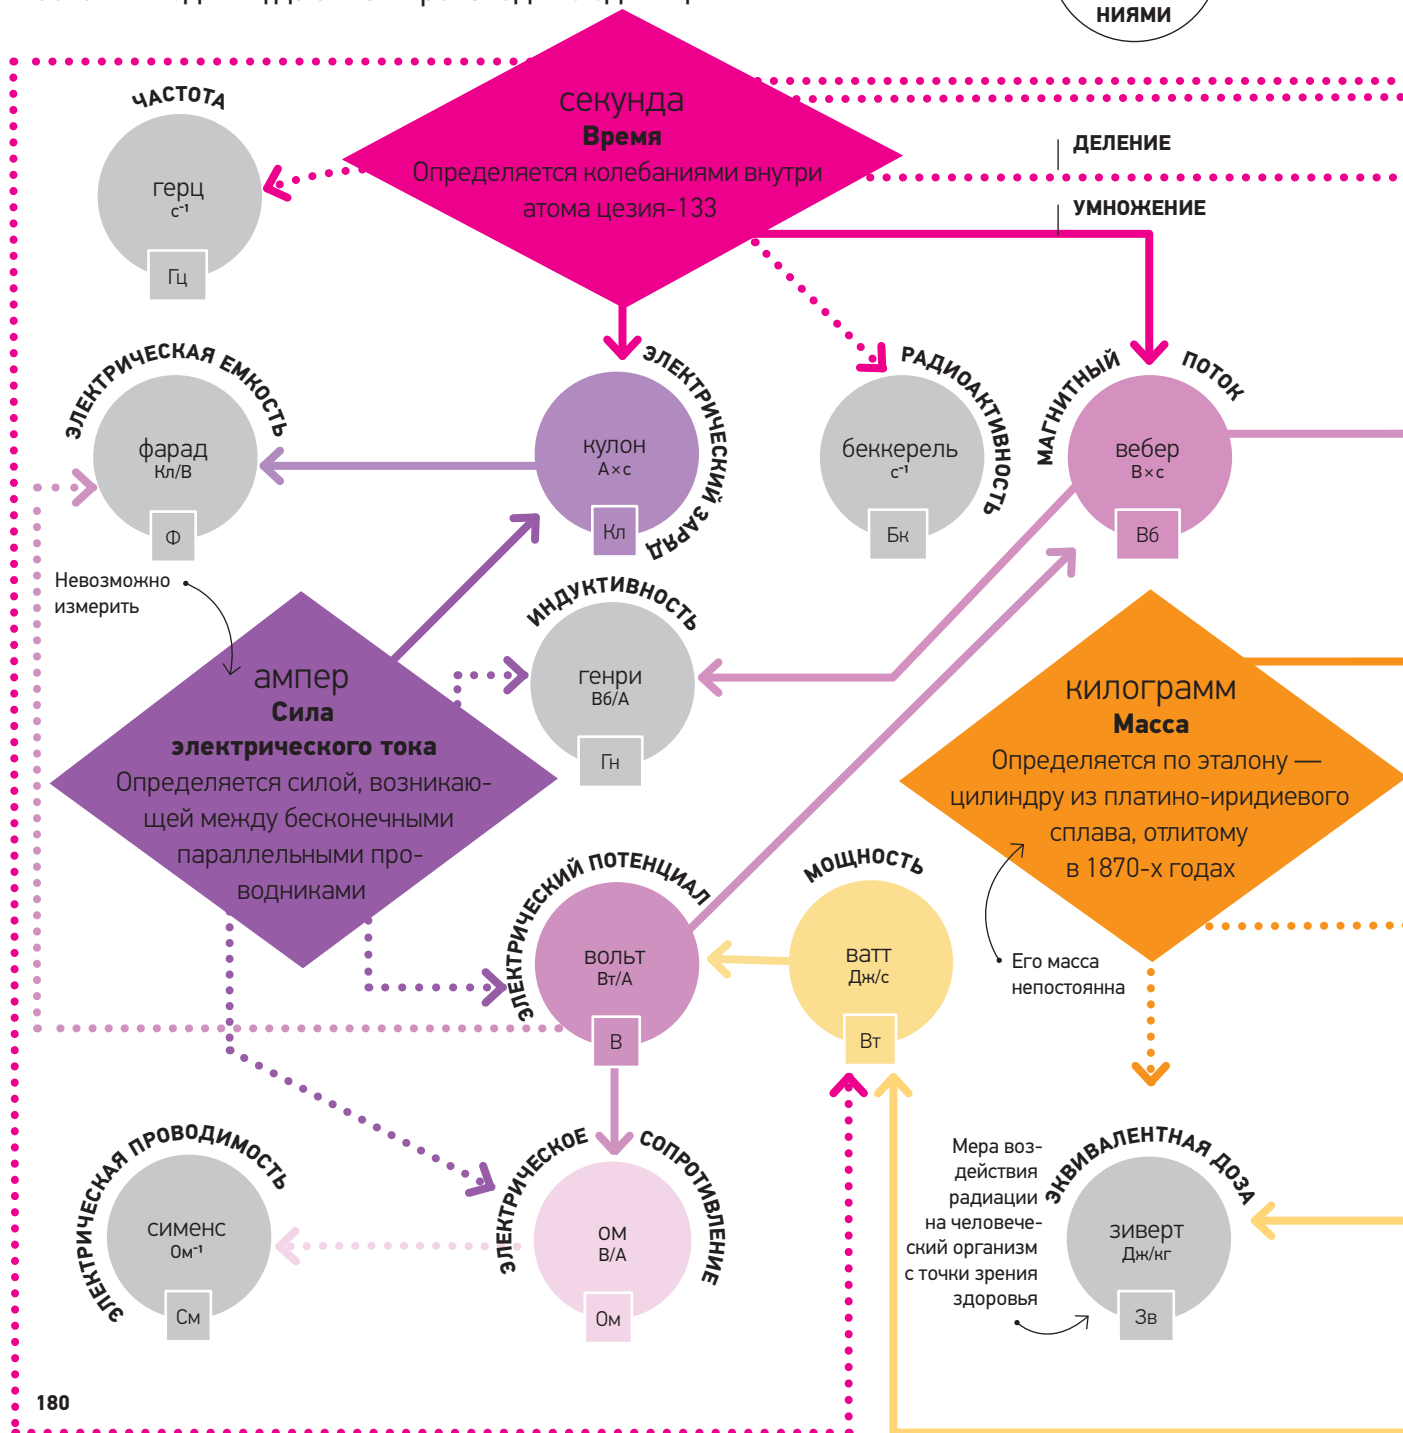 НИЯМИ
секунда
Время
Определяется колебаниями внутри
атома цезия-133
ДЕЛЕНИЕ
УМНОЖЕНИЕ
ЧАСТОТА
герц
с⁻¹
Гц
ЭЛЕКТРИЧЕСКАЯ ЕМКОСТЬ
фарад
Кл/В
Ф
ЭЛЕКТРИЧЕСКИЙ ЗАРЯД
кулон
А×с
Кл
РАДИОАКТИВНОСТЬ
беккерель
с⁻¹
Бк
МАГНИТНЫЙ ПОТОК
вебер
В×с
Вб
Невозможно
измерить
ампер
Сила
электрического тока
Определяется силой, возникаю-
щей между бесконечными
параллельными про-
водниками
ИНДУКТИВНОСТЬ
генри
Вб/А
Гн
килограмм
Масса
Определяется по эталону —
цилиндру из платино-иридиевого
сплава, отлитому
в 1870-х годах
Его масса
непостоянна
ЭЛЕКТРИЧЕСКИЙ ПОТЕНЦИАЛ
вольт
Вт/А
В
МОЩНОСТЬ
ватт
Дж/с
Вт
ЭЛЕКТРИЧЕСКАЯ ПРОВОДИМОСТЬ
сименс
Ом⁻¹
См
ЭЛЕКТРИЧЕСКОЕ СОПРОТИВЛЕНИЕ
ом
В/А
Ом
Мера воз-
действия
радиации
на человече-
ский организм
с точки зрения
здоровья
ЭКВИВАЛЕНТНАЯ ДОЗА
зиверт
Дж/кг
Зв
180